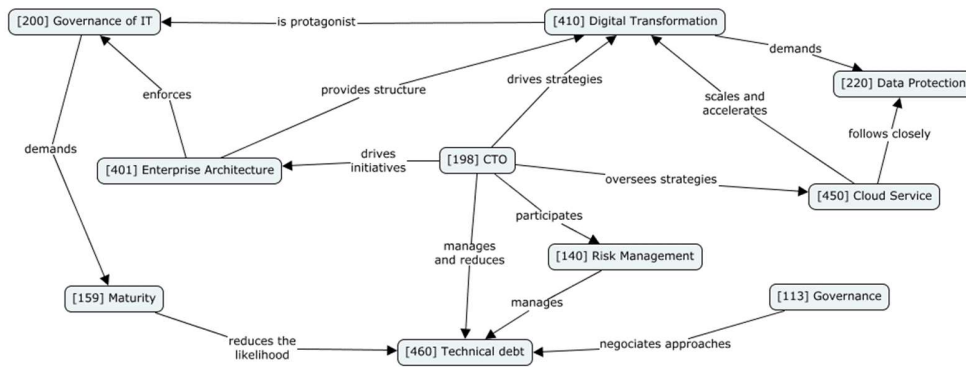 [200] Governance of IT
is protagonist
[410] Digital Transformation
demands
drives strategies
[220] Data Protection
enforces
provides structure
scales and
accelerates
follows closely
demands
[401] Enterprise Architecture
drives
initiatives
[198] CTO
oversees strategies
[450] Cloud Service
participates
manages
and reduces
[140] Risk Management
[159] Maturity
manages
[113] Governance
reduces the
likelihood
[460] Technical debt
negotiates approaches